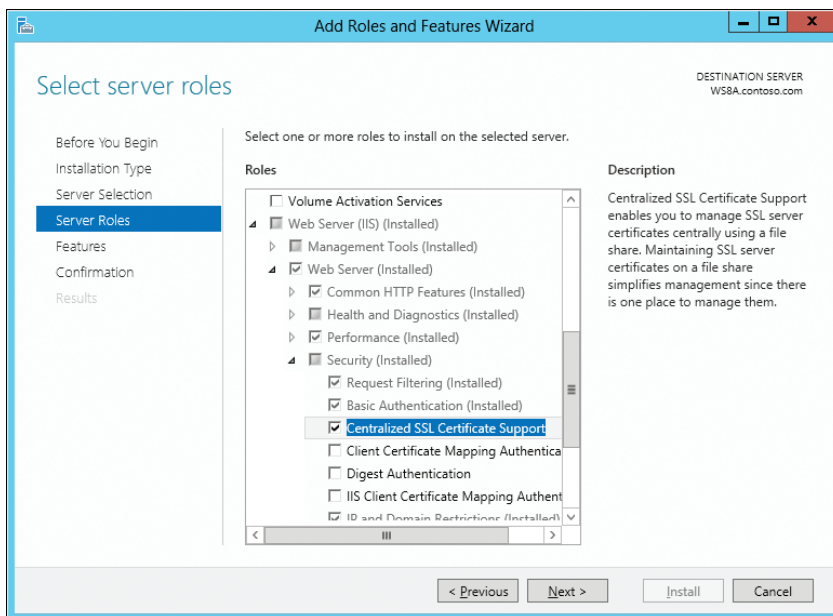 Add Roles and Features Wizard
Select server roles
DESTINATION SERVER
WS8A.contoso.com
Before You Begin
Installation Type
Server Selection
Server Roles
Features
Confirmation
Results
Select one or more roles to install on the selected server.
Roles
Volume Activation Services
Web Server (IIS) (Installed)
Management Tools (Installed)
Web Server (Installed)
Common HTTP Features (Installed)
Health and Diagnostics (Installed)
Performance (Installed)
Security (Installed)
Request Filtering (Installed)
Basic Authentication (Installed)
Centralized SSL Certificate Support
Client Certificate Mapping Authentica
Digest Authentication
IIS Client Certificate Mapping Authent
IP and Domain Restrictions (Installed)
Description
Centralized SSL Certificate Support
enables you to manage SSL server
certificates centrally using a file
share. Maintaining SSL server
certificates on a file share
simplifies management since there
is one place to manage them.
< Previous
Next >
Install
Cancel